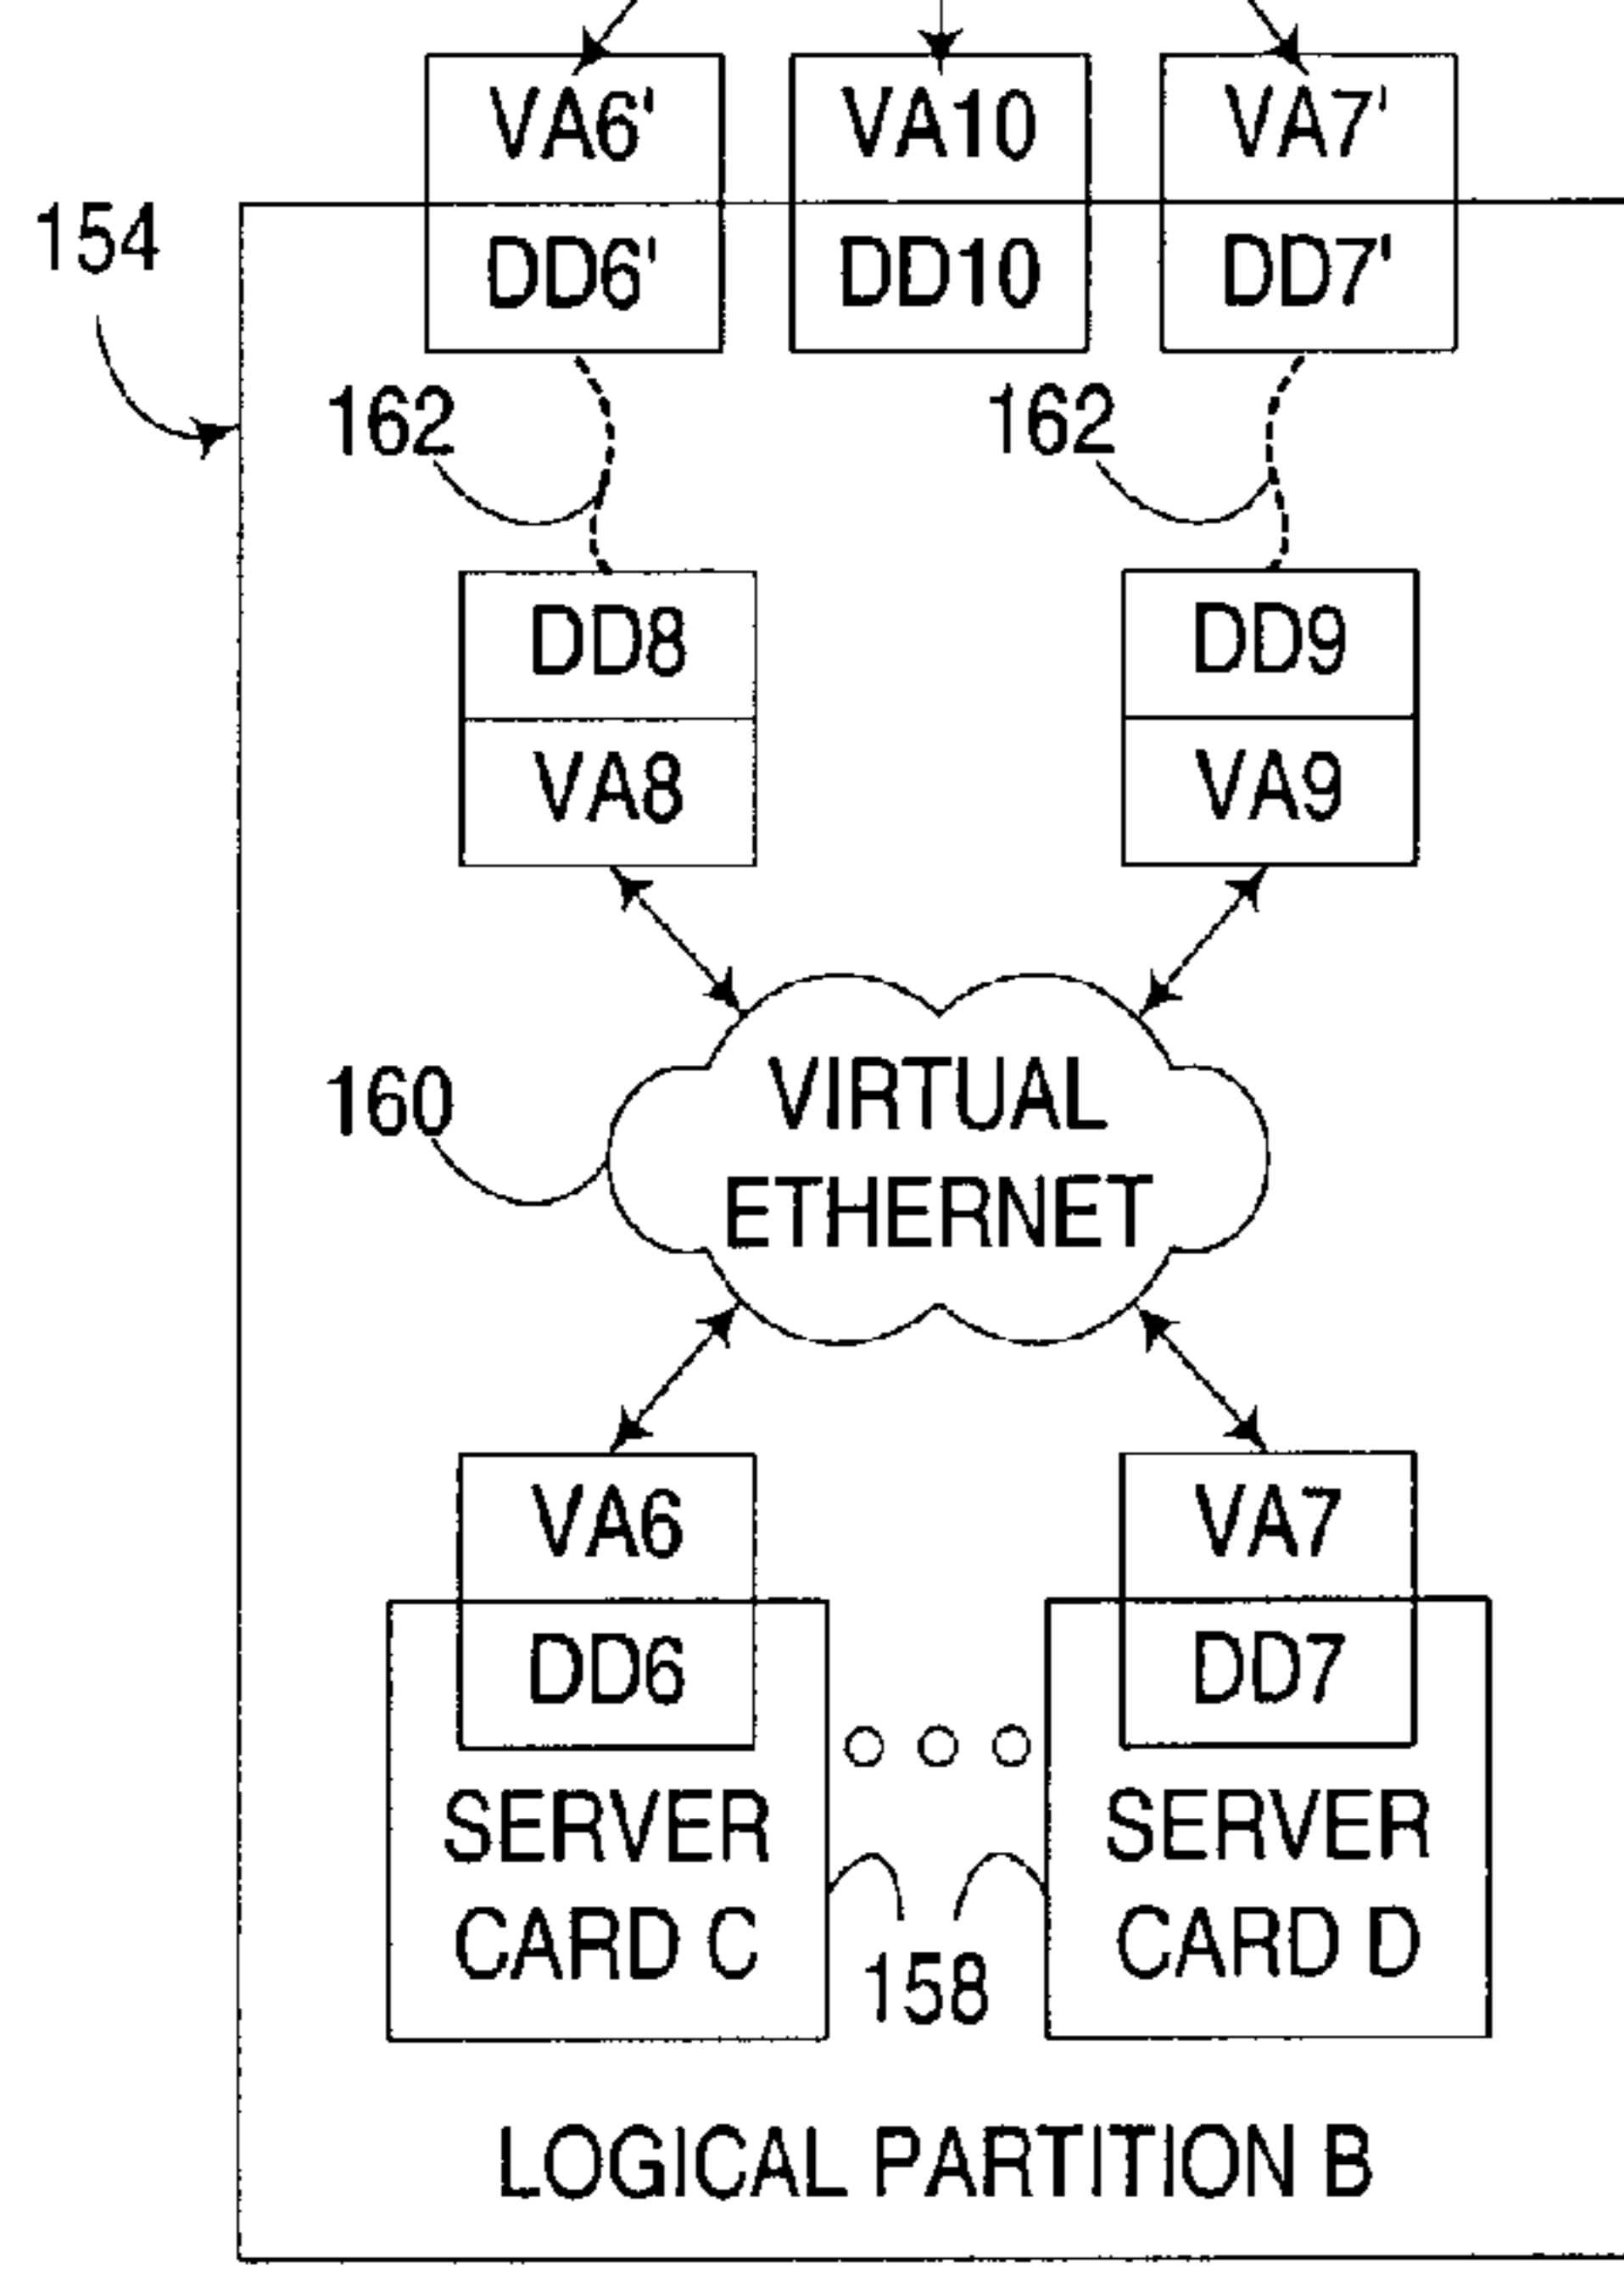 VA6' VA10 VA7'
154
DD6' DD10 DD7'
162 162
DD8 DD9
VA8 VA9
160
VIRTUAL
ETHERNET
VA6 VA7
DD6 DD7
SERVER SERVER
CARD C CARD D
158
LOGICAL PARTITION B